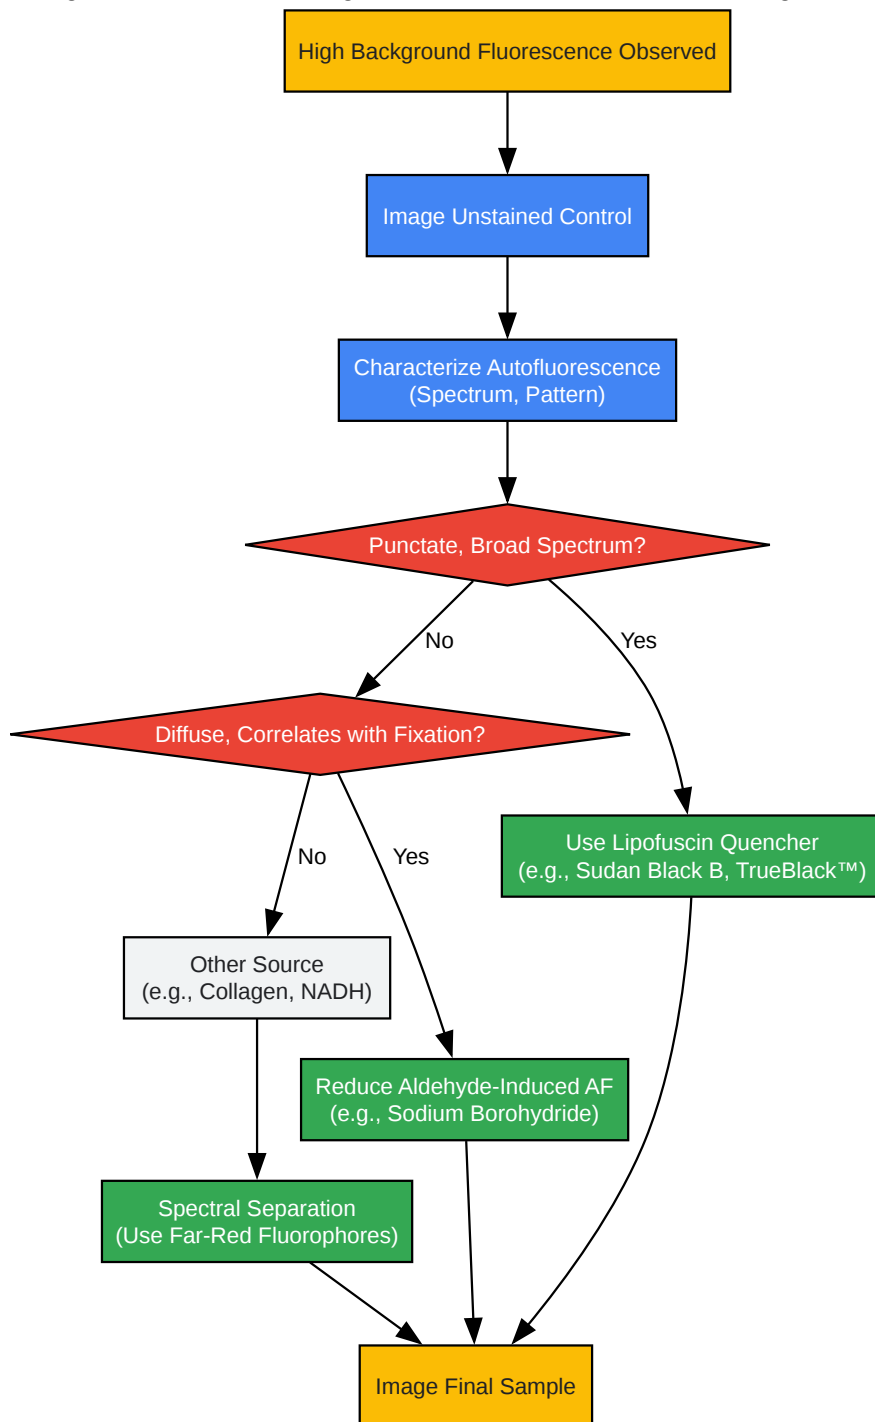 High Background Fluorescence Observed
Image Unstained Control
Characterize Autofluorescence
(Spectrum, Pattern)
Punctate, Broad Spectrum?
No
Yes
Diffuse, Correlates with Fixation?
No
Yes
Use Lipofuscin Quencher
(e.g., Sudan Black B, TrueBlack™)
Other Source
(e.g., Collagen, NADH)
Reduce Aldehyde-Induced AF
(e.g., Sodium Borohydride)
Spectral Separation
(Use Far-Red Fluorophores)
Image Final Sample